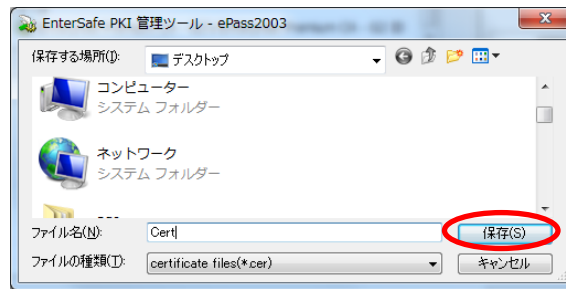 EnterSafe PKI 管理ツール - ePass2003
保存する場所(I): デスクトップ
コンピューター
システム フォルダー
ネットワーク
システム フォルダー
ファイル名(N): Cert 保存(S)
ファイルの種類(T): certificate files(*.cer) キャンセル